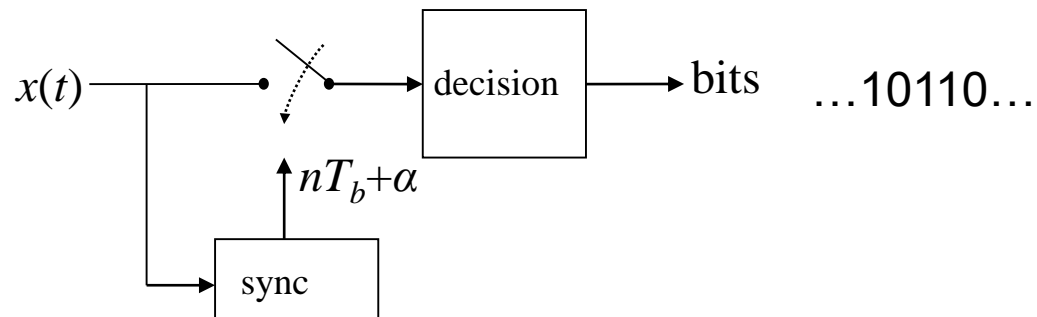 x(t)
decision
bits
...10110...
nT_b+α
sync